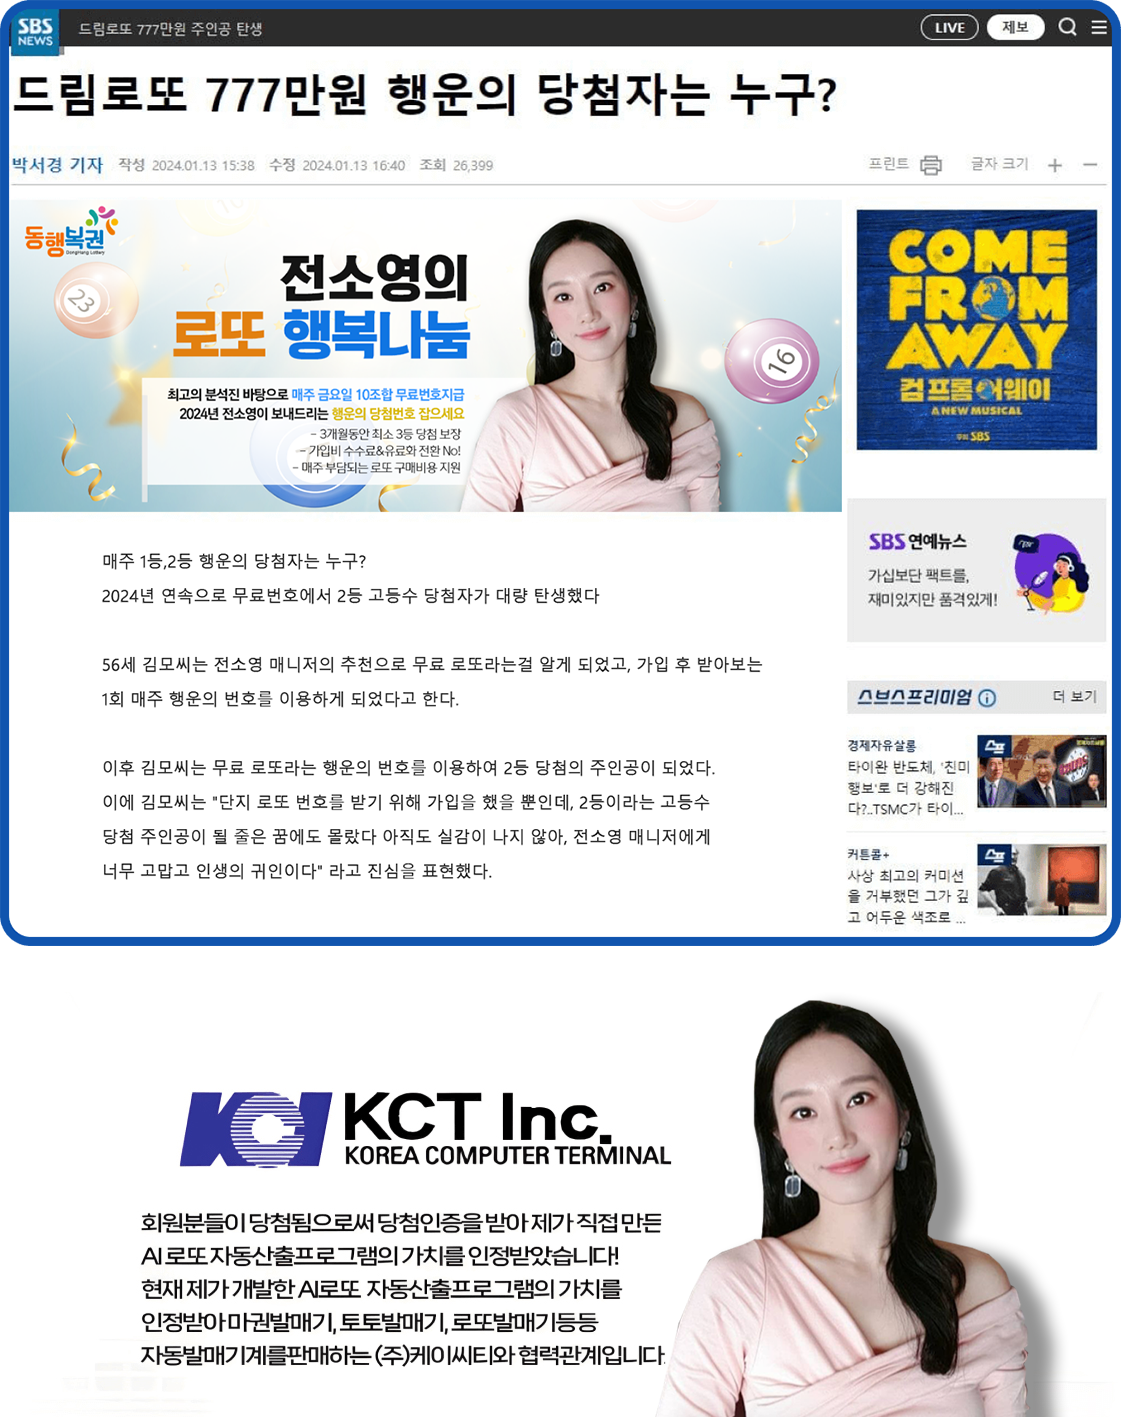 SBS
NEWS
드림로또 777만원 주인공 탄생
LIVE
제보
드림로또 777만원 행운의 당첨자는 누구?
박서경 기자 작성 2024.01.13 15:38 수정 2024.01.13 16:40 조회 26,399
프린트
글자 크기 + −
동행복권
DongHang Lottery
23
16
전소영의
로또 행복나눔
최고의 분석진 바탕으로 매주 금요일 10조합 무료번호지급
2024년 전소영이 보내드리는 행운의 당첨번호 잡으세요
- 3개월동안 최소 3등 당첨 보장
- 가입비 수수료&유료화 전환 No!
- 매주 부담되는 로또 구매비용 지원
COME
FROM
AWAY
컴 프롬 어웨이
A NEW MUSICAL
주최 SBS
매주 1등,2등 행운의 당첨자는 누구?
2024년 연속으로 무료번호에서 2등 고등수 당첨자가 대량 탄생했다
56세 김모씨는 전소영 매니저의 추천으로 무료 로또라는걸 알게 되었고, 가입 후 받아보는
1회 매주 행운의 번호를 이용하게 되었다고 한다.
이후 김모씨는 무료 로또라는 행운의 번호를 이용하여 2등 당첨의 주인공이 되었다.
이에 김모씨는 "단지 로또 번호를 받기 위해 가입을 했을 뿐인데, 2등이라는 고등수
당첨 주인공이 될 줄은 꿈에도 몰랐다 아직도 실감이 나지 않아, 전소영 매니저에게
너무 고맙고 인생의 귀인이다" 라고 진심을 표현했다.
SBS 연예뉴스
가십보단 팩트를,
재미있지만 품격있게!
스브스프리미엄
더 보기
경제자유살롱
타이완 반도체, '진미
행보'로 더 강해진
다?..TSMC가 타이...
스프
커튼콜+
사상 최고의 커미션
을 거부했던 그가 깊
고 어두운 색조로 ...
스프
KCT Inc.
KOREA COMPUTER TERMINAL
회원분들이 당첨됨으로써 당첨인증을 받아 제가 직접 만든
AI 로또 자동산출프로그램의 가치를 인정받았습니다!
현재 제가 개발한 AI로또 자동산출프로그램의 가치를
인정받아 마권발매기, 토토발매기, 로또발매기등등
자동발매기계를판매하는 (주)케이씨티와 협력관계입니다.